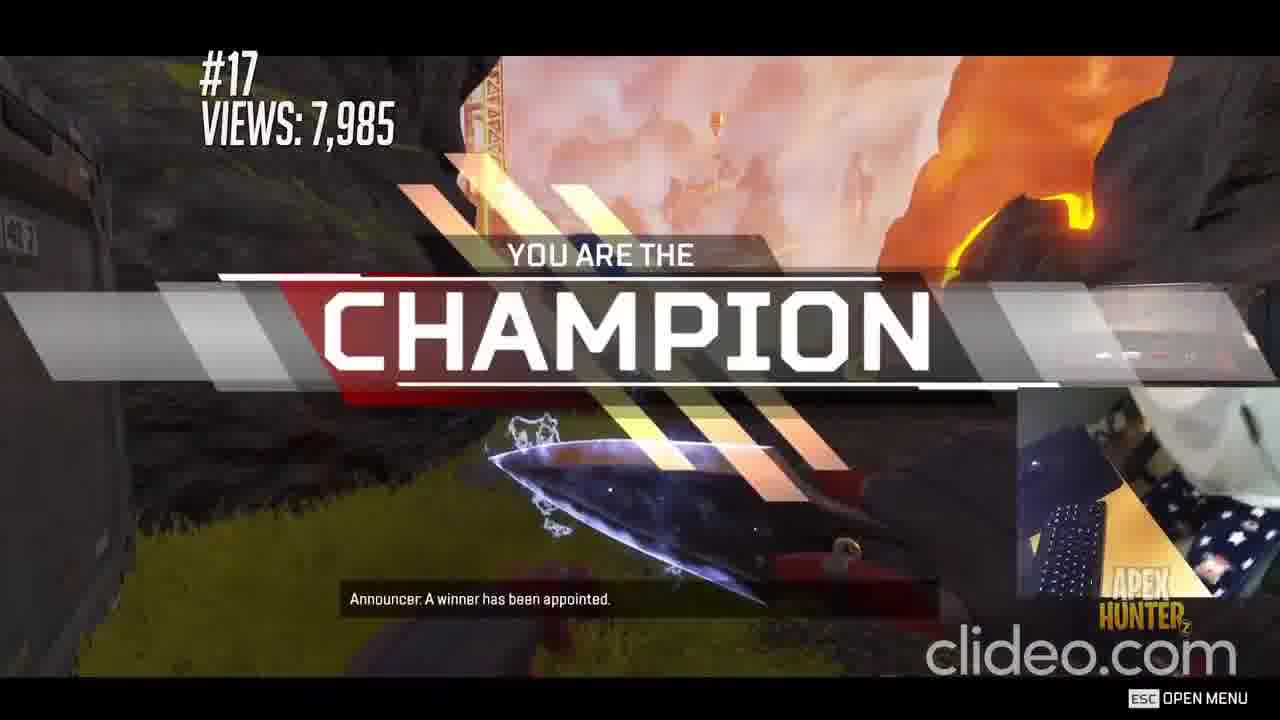 #17
VIEWS: 7,985
YOU ARE THE
CHAMPION
Announcer: A winner has been appointed.
APEX
HUNTERZ
clideo.com
ESC OPEN MENU